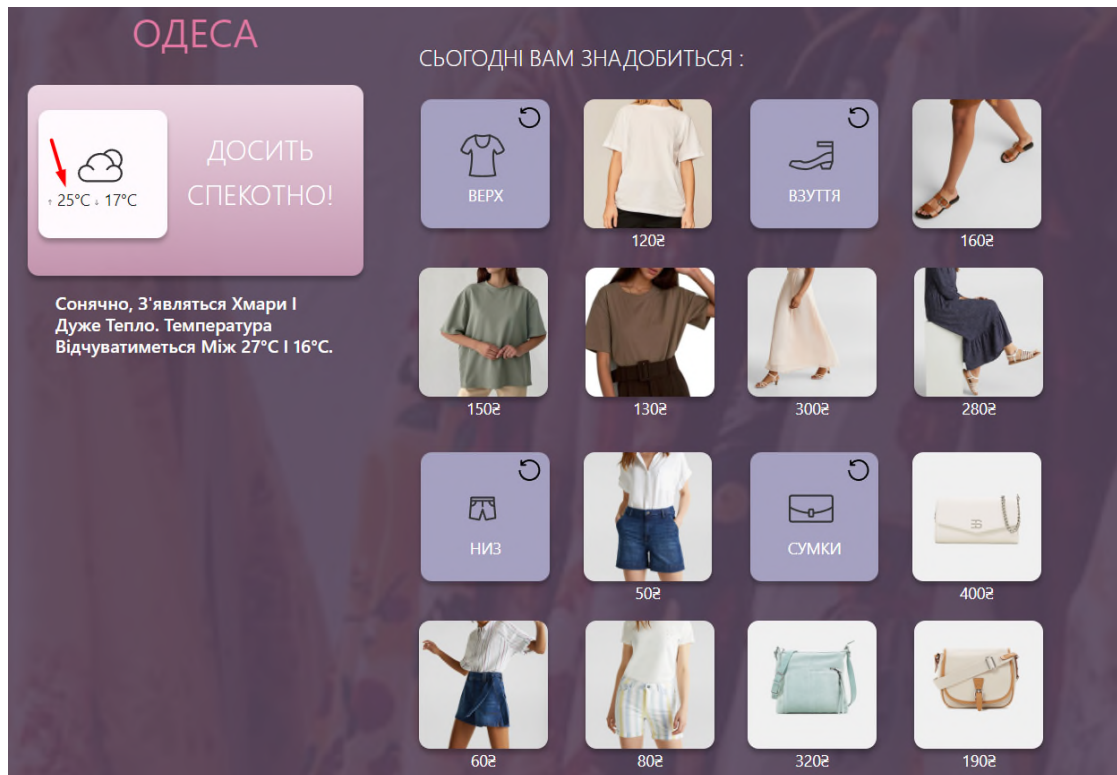 ОДЕСА
↑ 25°C ↓ 17°C
ДОСИТЬ
СПЕКОТНО!
Сонячно, З'являться Хмари І
Дуже Тепло. Температура
Відчуватиметься Між 27°C І 16°C.
СЬОГОДНІ ВАМ ЗНАДОБИТЬСЯ :
ВЕРХ
ВЗУТТЯ
120₴
160₴
150₴
130₴
300₴
280₴
НИЗ
СУМКИ
50₴
400₴
60₴
80₴
320₴
190₴